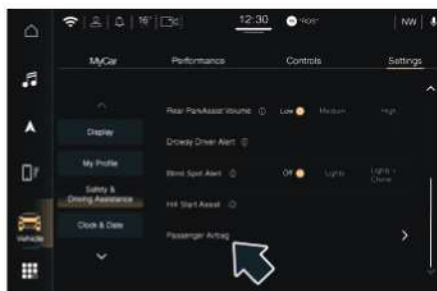 16° 12:30 NW
MyCar Performance Controls Settings
Rear ParkAssist Volume Low Medium High
Display
Drowsy Driver Alert
My Profile
Blind Spot Alert Off Lights Lights + Chime
Safety & Driving Assistance
Hill Start Assist
Clock & Date
Passenger Airbag
Vehicle